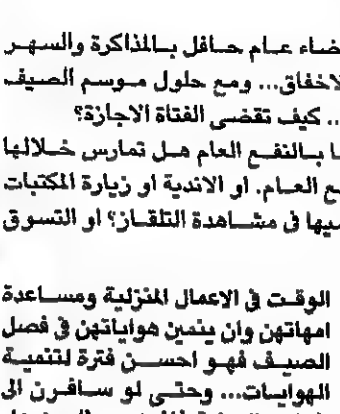 ضاء عام حافل بالمذاكرة والسهر
لاخفاق... ومع حلول موسم الصيف
.. كيف تقضى الفتاة الاجازة؟
ا بالنفع العام هل تمارس خلالها
ع العام. او الاندية او زيارة المكتبات
سيها في مشاهدة التلفاز؟ او التسوق
الوقت في الاعمال المنزلية ومساعدة
امهاتهن وان ينمين هواياتهن في فصل
الصيف فهو احسن فترة لتنمية
الهوايات... وحتى لو سافرن الى